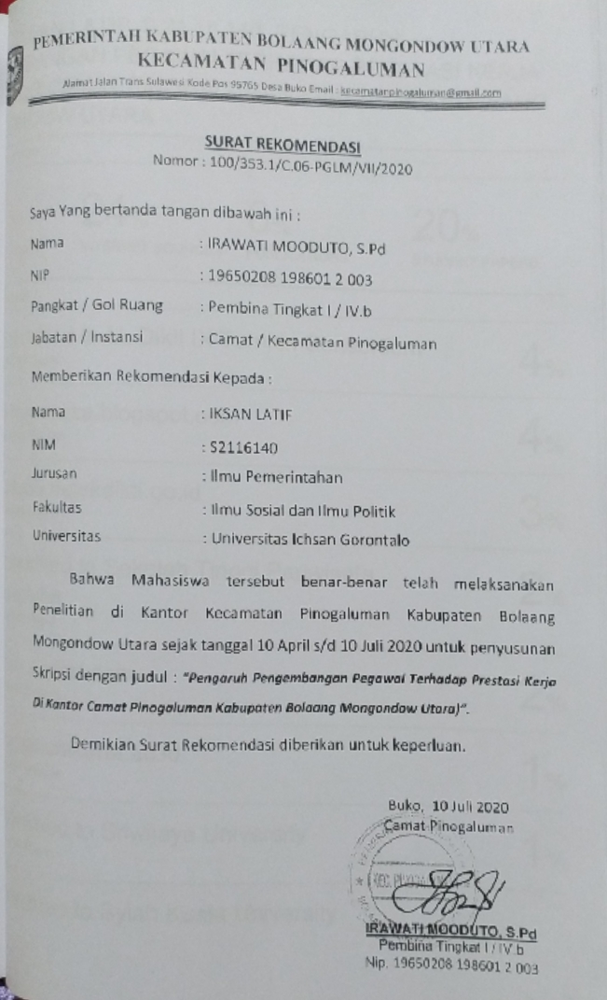 PEMERINTAH KABUPATEN BOLAANG MONGONDOW UTARA
KECAMATAN PINOGALUMAN
Alamat Jalan Trans Sulawesi Kode Pos 95765 Desa Buko Email : kecamatanpinogaluman@gmail.com
SURAT REKOMENDASI
Nomor : 100/353.1/C.06-PGLM/VII/2020
Saya Yang bertanda tangan dibawah ini :
Nama : IRAWATI MOODUTO, S.Pd
NIP : 19650208 198601 2 003
Pangkat / Gol Ruang : Pembina Tingkat I / IV.b
Jabatan / Instansi : Camat / Kecamatan Pinogaluman
Memberikan Rekomendasi Kepada :
Nama : IKSAN LATIF
NIM : S2116140
Jurusan : Ilmu Pemerintahan
Fakultas : Ilmu Sosial dan Ilmu Politik
Universitas : Universitas Ichsan Gorontalo
Bahwa Mahasiswa tersebut benar-benar telah melaksanakan
Penelitian di Kantor Kecamatan Pinogaluman Kabupaten Bolaang
Mongondow Utara sejak tanggal 10 April s/d 10 Juli 2020 untuk penyusunan
Skripsi dengan judul : "Pengaruh Pengembangan Pegawai Terhadap Prestasi Kerja
Di Kantor Camat Pinogaluman Kabupaten Bolaang Mongondow Utara)".
Demikian Surat Rekomendasi diberikan untuk keperluan.
Buko, 10 Juli 2020
Camat Pinogaluman
IRAWATI MOODUTO, S.Pd
Pembina Tingkat I / IV.b
Nip. 19650208 198601 2 003